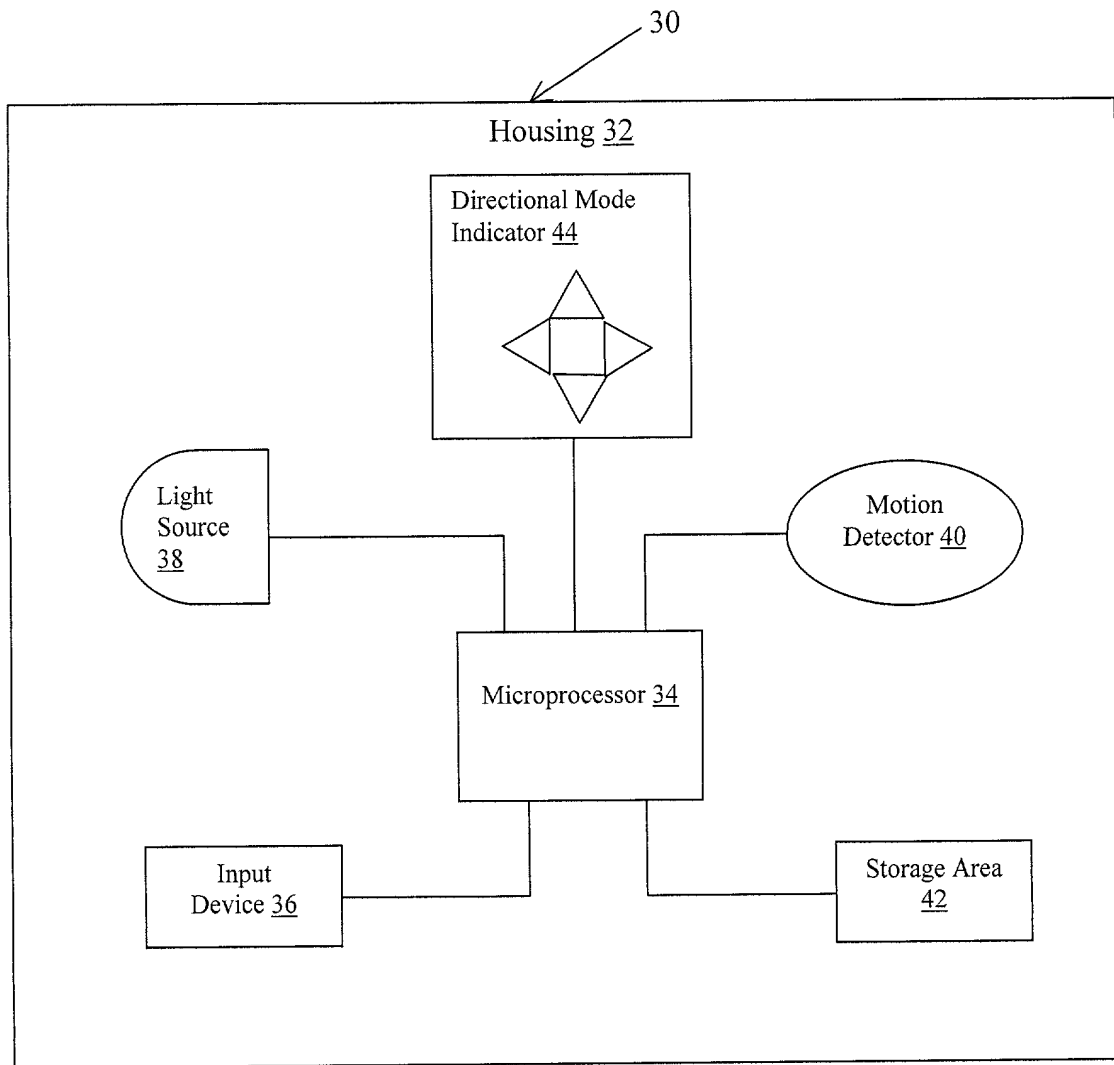 30
Housing 32
Directional Mode
Indicator 44
Light
Source
38
Motion
Detector 40
Microprocessor 34
Input
Device 36
Storage Area
42